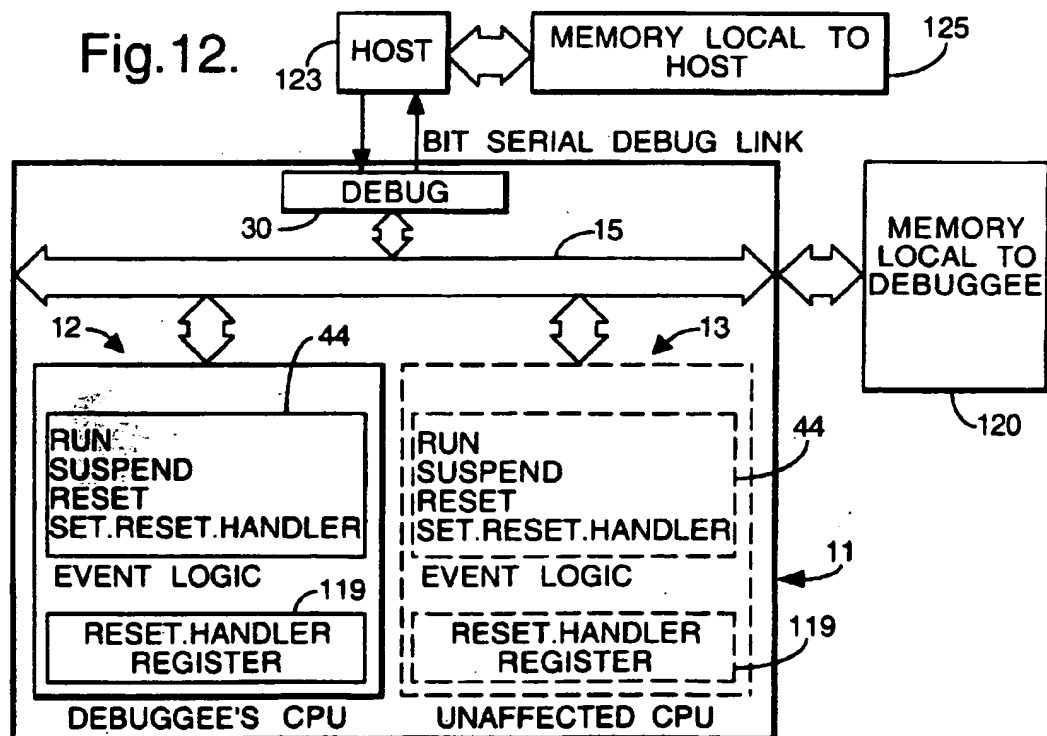 Fig.12.
HOST
123
MEMORY LOCAL TO
HOST
125
BIT SERIAL DEBUG LINK
DEBUG
30
15
MEMORY
LOCAL TO
DEBUGGEE
120
12
44
13
RUN
SUSPEND
RESET
SET.RESET.HANDLER
EVENT LOGIC
119
RESET.HANDLER
REGISTER
DEBUGGEE'S CPU
RUN
SUSPEND
RESET
SET.RESET.HANDLER
44
EVENT LOGIC
11
RESET.HANDLER
REGISTER
119
UNAFFECTED CPU